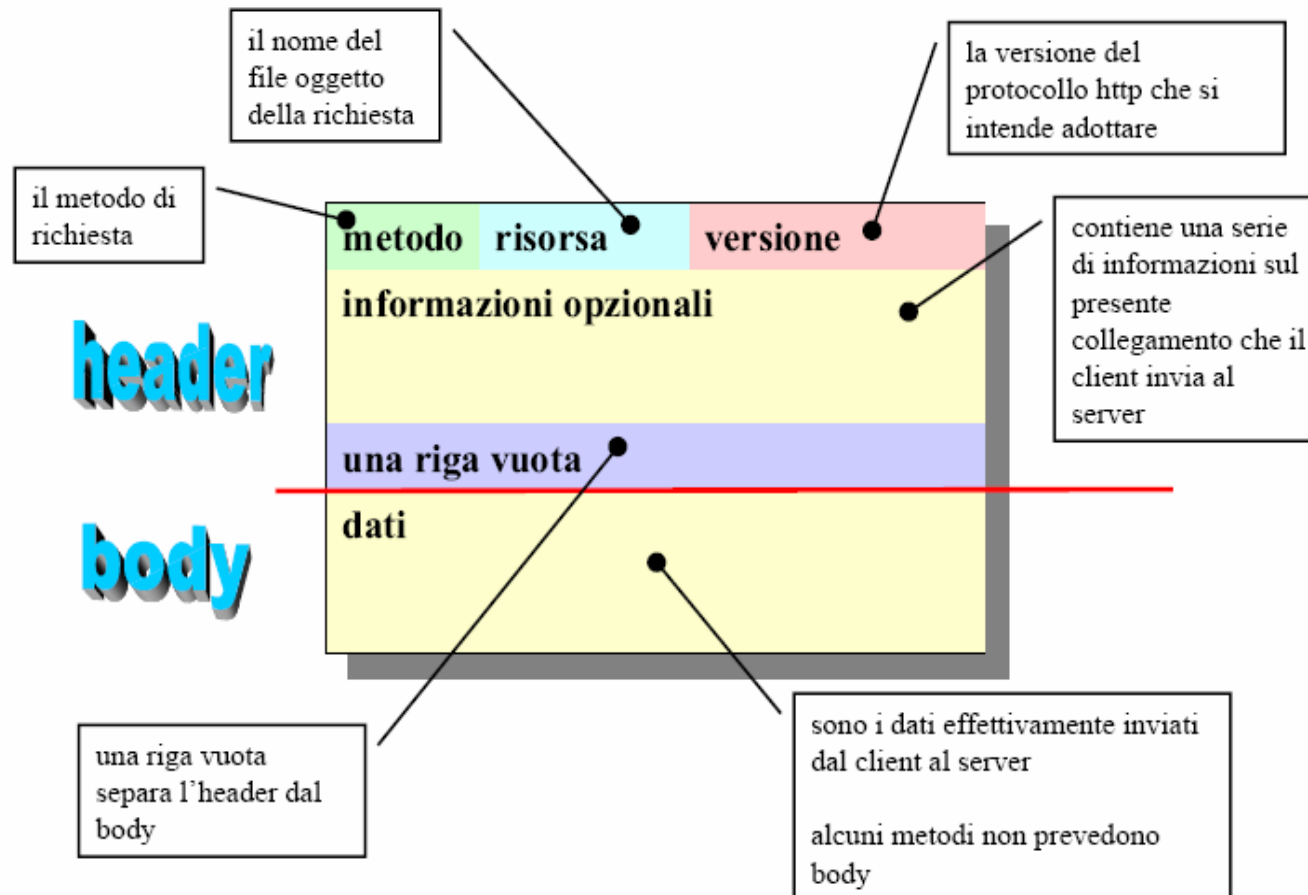 il nome del
file oggetto
della richiesta
la versione del
protocollo http che si
intende adottare
il metodo di
richiesta
metodo risorsa versione
contiene una serie
di informazioni sul
presente
collegamento che il
client invia al
server
informazioni opzionali
header
una riga vuota
dati
body
una riga vuota
separa l'header dal
body
sono i dati effettivamente inviati
dal client al server
alcuni metodi non prevedono
body